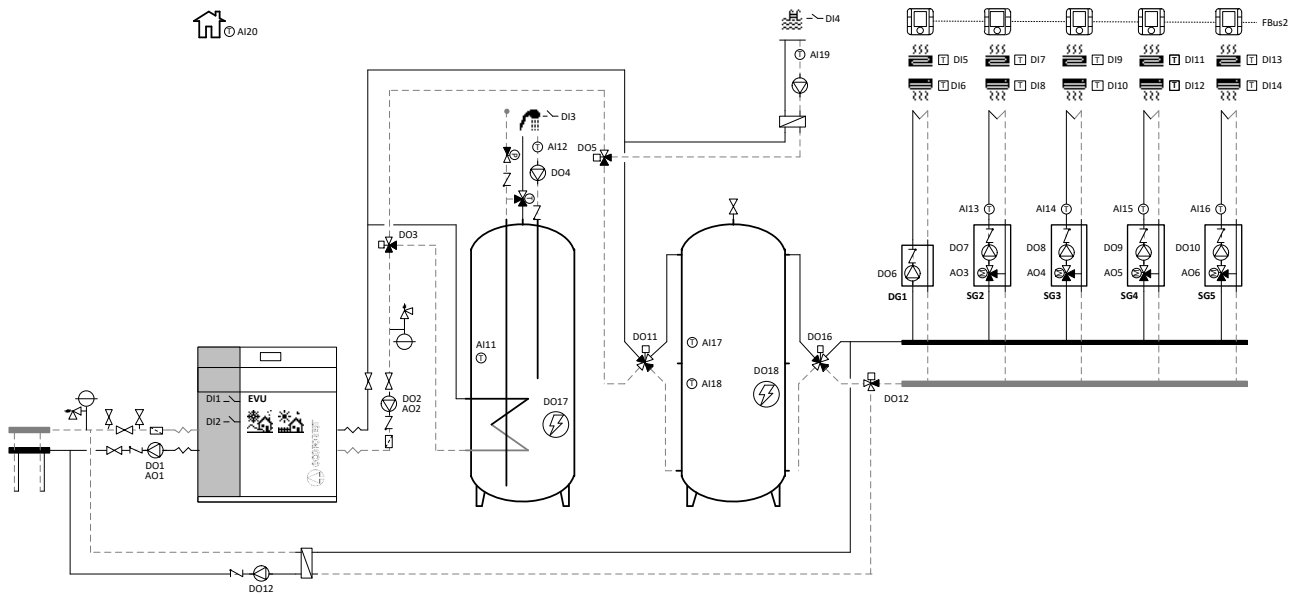 AI20
DI4
FBus2
AI19
T DI5
T DI7
T DI9
T DI11
T DI13
T DI6
T DI8
T DI10
T DI12
T DI14
DI3
AI12
DO5
DO4
AI13 T
AI14 T
AI15 T
AI16 T
DO3
DO7
DO8
DO9
DO10
DO6
AO3 M
AO4 M
AO5 M
AO6 M
DG1
SG2
SG3
SG4
SG5
AI11
T
DO11
DO16
T AI17
T AI18
DO18
DO12
DO17
DI1
EVU
DI2
DO2
AO2
DO1
AO1
DO12